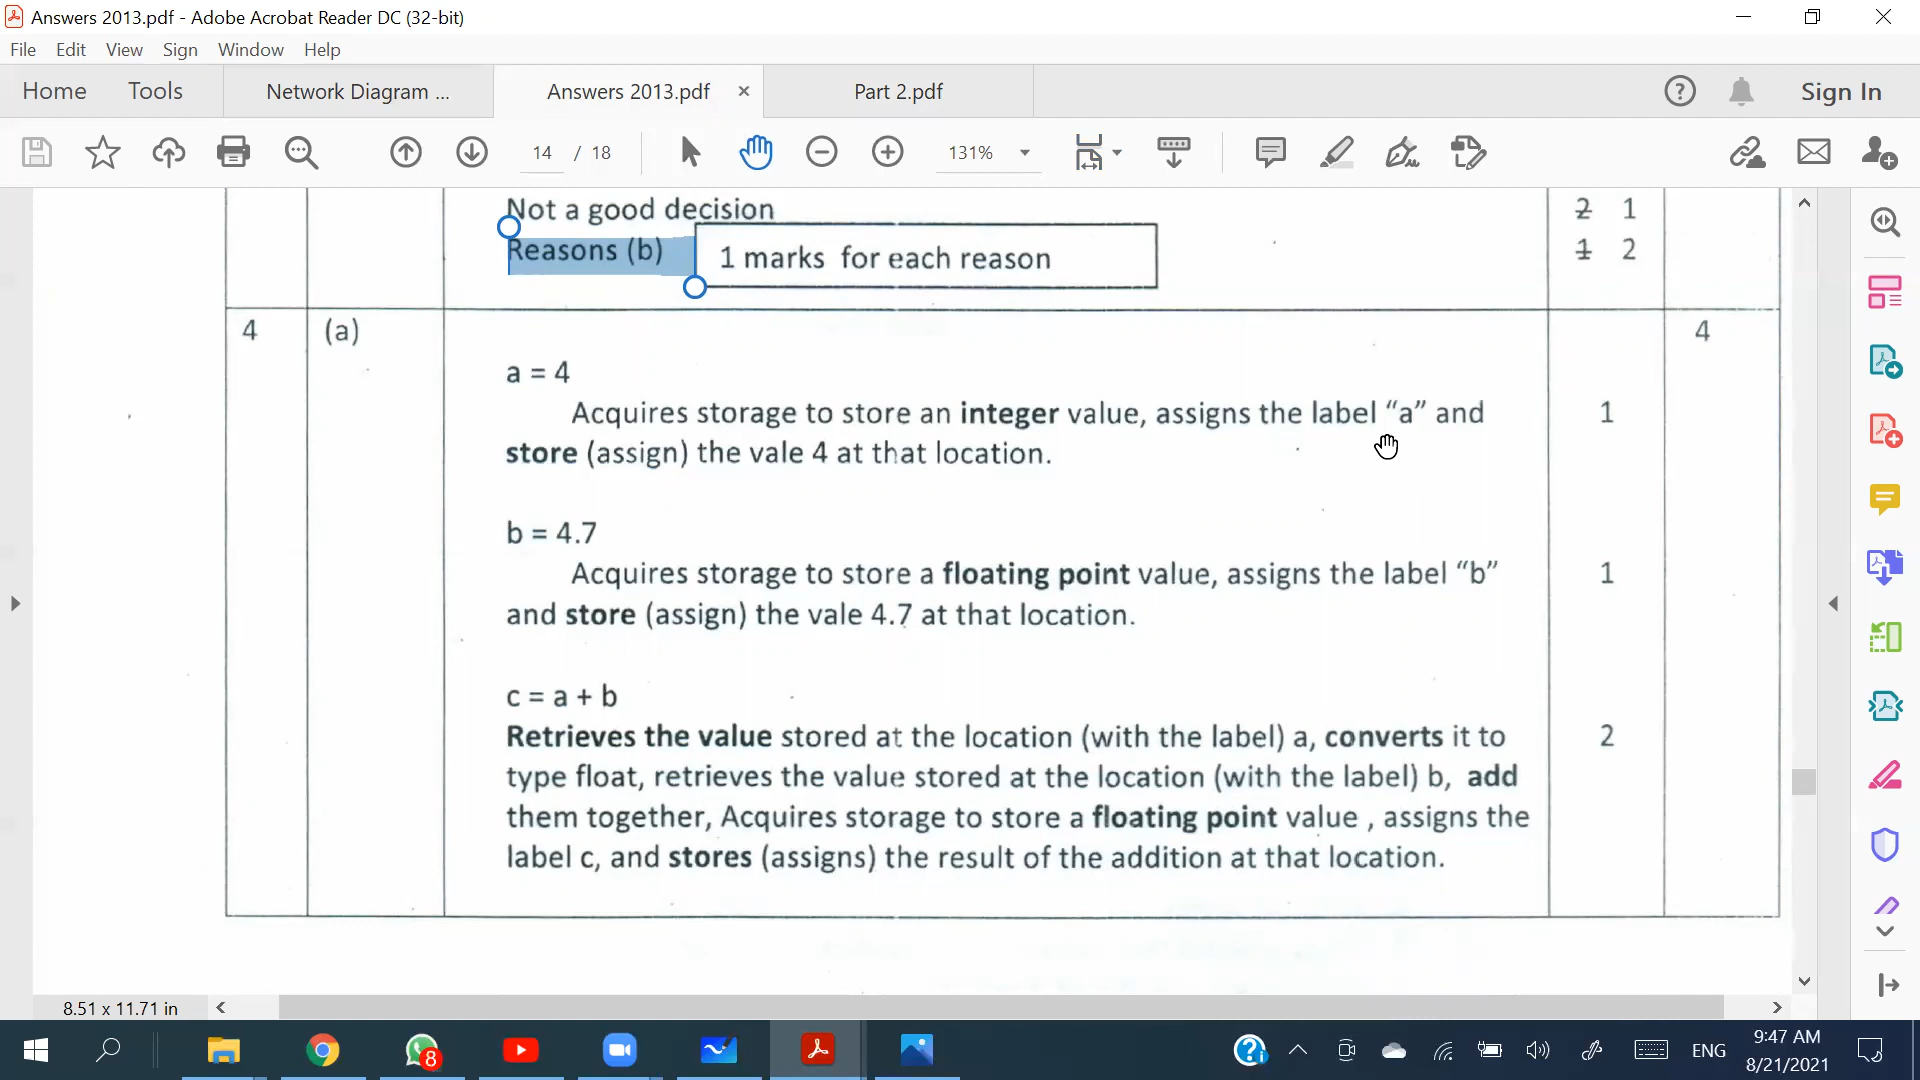 Answers 2013.pdf - Adobe Acrobat Reader DC (32-bit)
File Edit View Sign Window Help
Home Tools Network Diagram ... Answers 2013.pdf × Part 2.pdf Sign In
14 / 18 131%
Not a good decision 2 1
Reasons (b) 1 marks for each reason 1 2
4 (a) 4
a = 4
Acquires storage to store an integer value, assigns the label “a” and 1
store (assign) the vale 4 at that location.
b = 4.7
Acquires storage to store a floating point value, assigns the label “b” 1
and store (assign) the vale 4.7 at that location.
c = a + b
Retrieves the value stored at the location (with the label) a, converts it to 2
type float, retrieves the value stored at the location (with the label) b, add
them together, Acquires storage to store a floating point value , assigns the
label c, and stores (assigns) the result of the addition at that location.
8.51 x 11.71 in
8
ENG
9:47 AM
8/21/2021